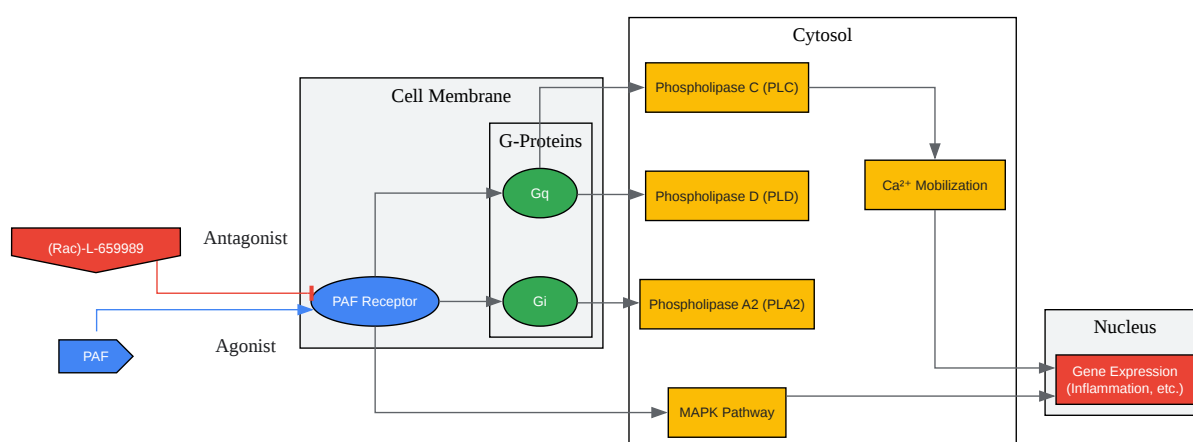 Cytosol
Phospholipase C (PLC)
Cell Membrane
G-Proteins
Ca²⁺ Mobilization
Gq
Phospholipase D (PLD)
Antagonist
(Rac)-L-659989
PAF Receptor
Gi
Phospholipase A2 (PLA2)
Agonist
PAF
Nucleus
Gene Expression
(Inflammation, etc.)
MAPK Pathway